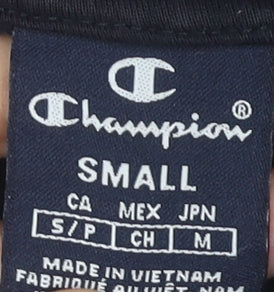 Champion®
SMALL
CA MEX JPN
S/P CH M
MADE IN VIETNAM
FABRIQUÉ AU VIET-NAM